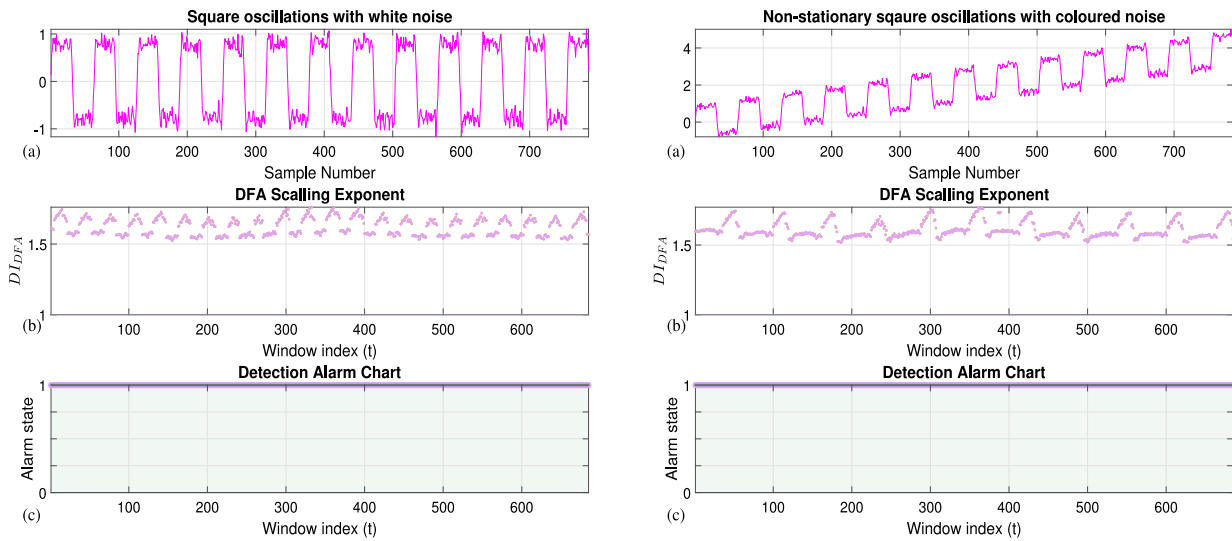 Square oscillations with white noise
1
0
-1
100 200 300 400 500 600 700
(a)
Sample Number
DFA Scalling Exponent
1.5
1
DI_DFA
100 200 300 400 500 600
(b)
Window index (t)
Detection Alarm Chart
1
0
Alarm state
100 200 300 400 500 600
(c)
Window index (t)
Non-stationary sqaure oscillations with coloured noise
4
2
0
100 200 300 400 500 600 700
(a)
Sample Number
DFA Scalling Exponent
1.5
1
DI_DFA
100 200 300 400 500 600
(b)
Window index (t)
Detection Alarm Chart
1
0
Alarm state
100 200 300 400 500 600
(c)
Window index (t)